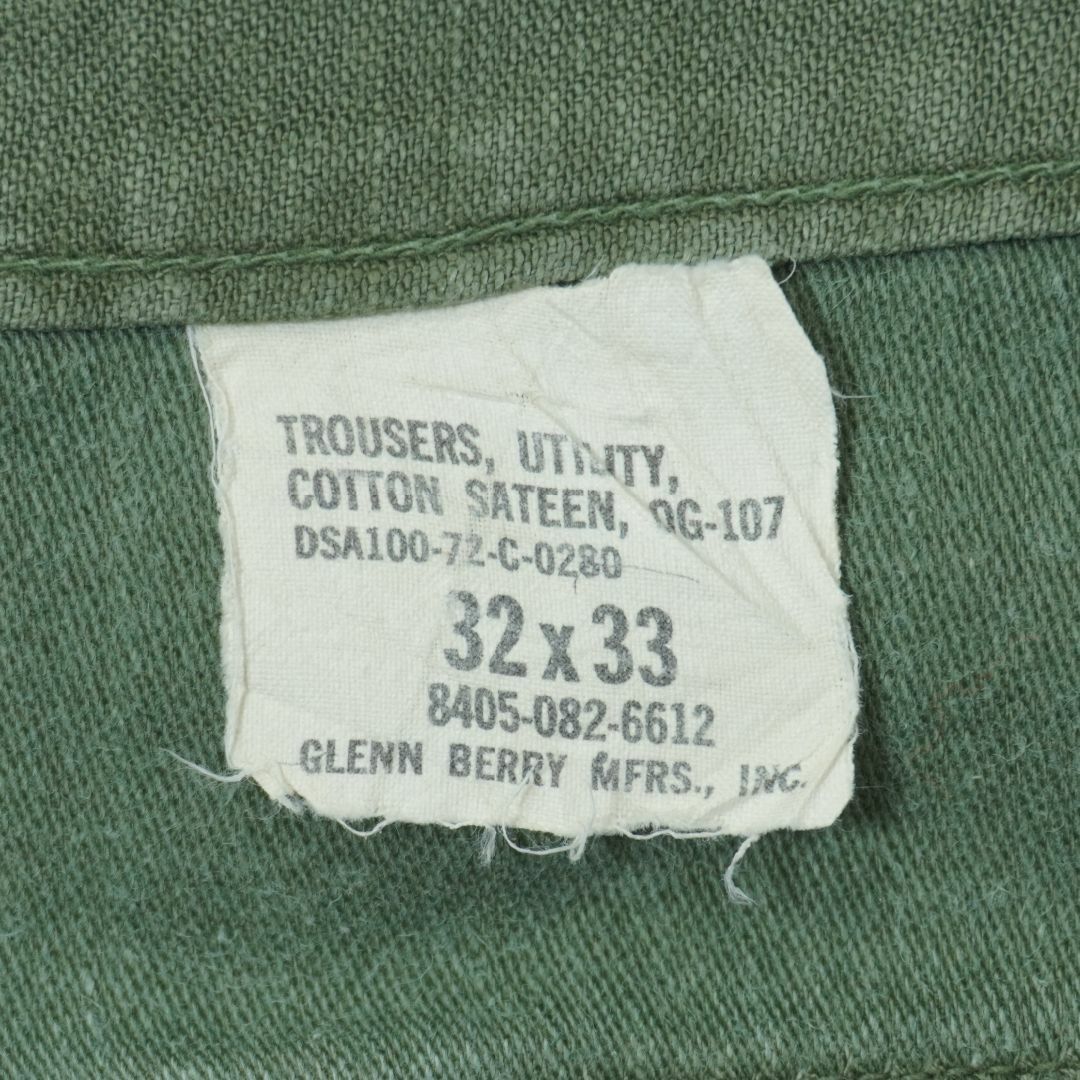 TROUSERS, UTILITY,
COTTON SATEEN, OG-107
DSA100-72-C-0280
32 x 33
8405-082-6612
GLENN BERRY MFRS., INC.